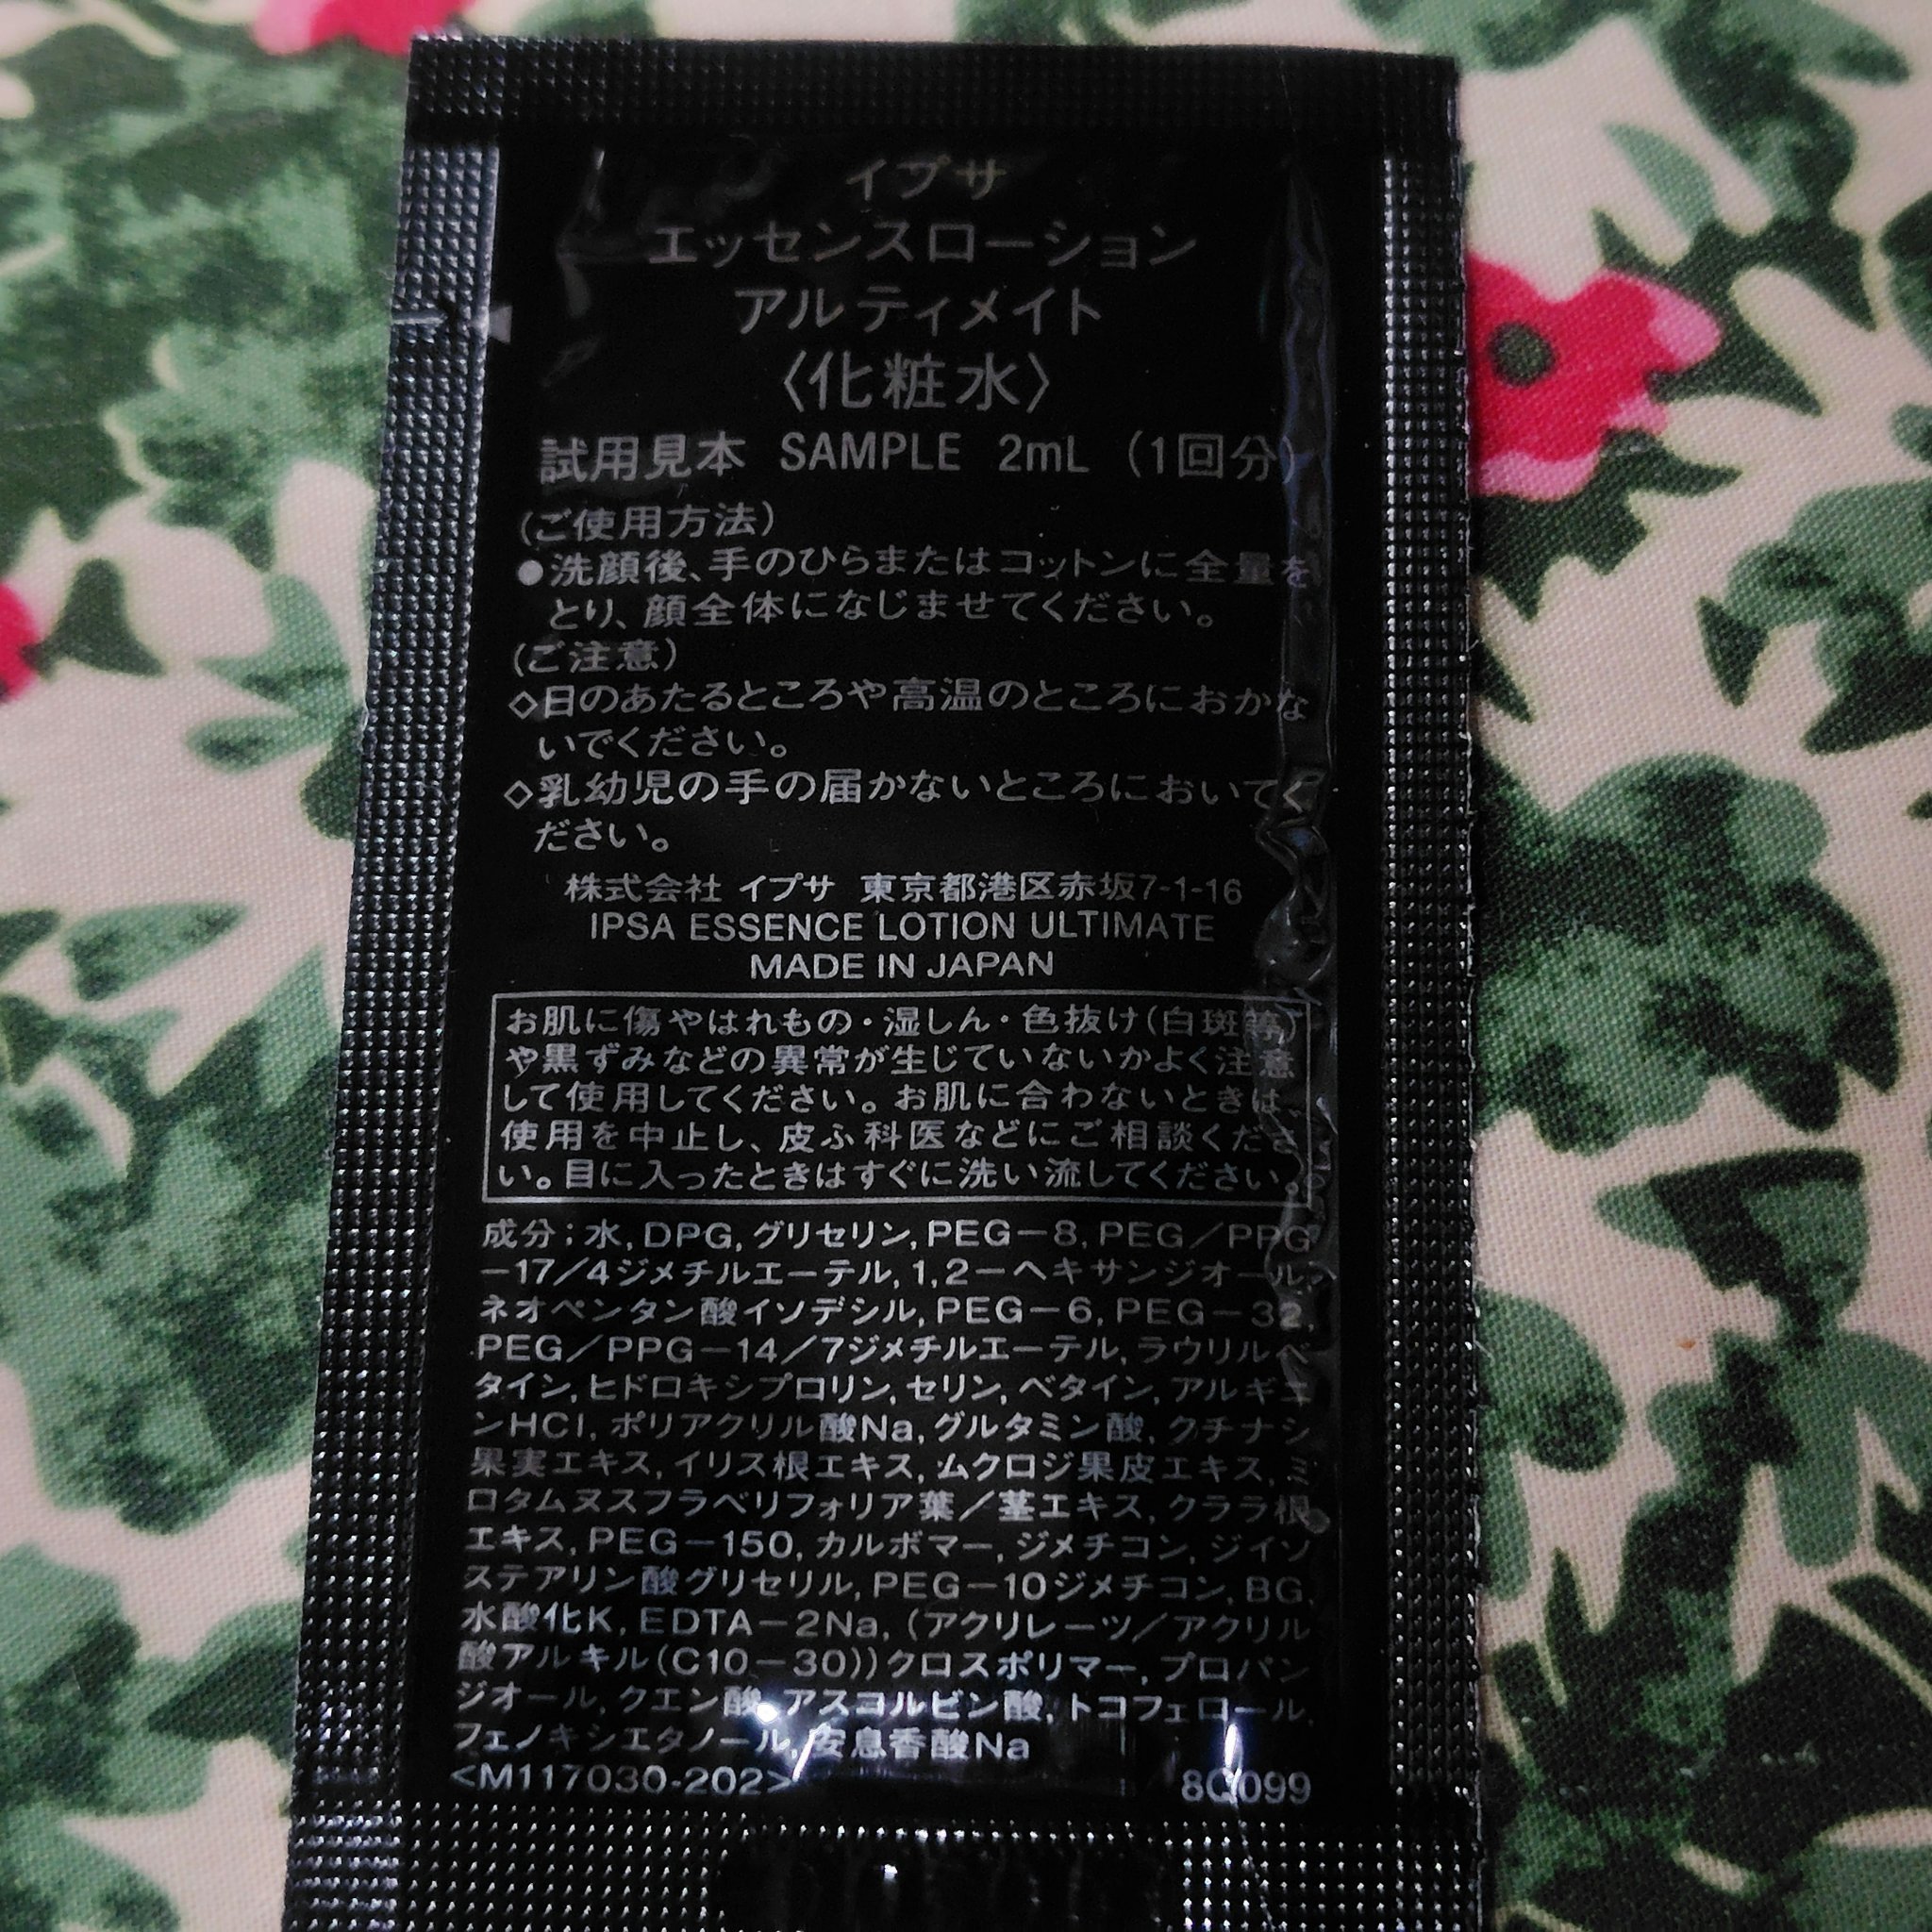 イプサ
エッセンスローション
アルティメイト
〈化粧水〉
試用見本 SAMPLE 2mL (1回分)
(ご使用方法)
●洗顔後、手のひらまたはコットンに全量を
とり、顔全体になじませてください。
(ご注意)
◇日のあたるところや高温のところにおかな
いでください。
◇乳幼児の手の届かないところにおいてく
ださい。
株式会社 イプサ 東京都港区赤坂7-1-16
IPSA ESSENCE LOTION ULTIMATE
MADE IN JAPAN
お肌に傷やはれもの・湿しん・色抜け(白斑等)
や黒ずみなどの異常が生じていないかよく注意
して使用してください。お肌に合わないときは、
使用を中止し、皮ふ科医などにご相談くださ
い。目に入ったときはすぐに洗い流してください。
成分;水,DPG,グリセリン,PEG－8,PEG／PPG
－17／4ジメチルエーテル,1,2－ヘキサンジオール,
ネオペンタン酸イソデシル,PEG－6,PEG－32,
PEG／PPG－14／7ジメチルエーテル,ラウリルベ
タイン,ヒドロキシプロリン,セリン,ベタイン,アルギニ
ンHCl,ポリアクリル酸Na,グルタミン酸,クチナシ
果実エキス,イリス根エキス,ムクロジ果皮エキス,ミ
ロタムヌスフラベリフォリア葉／茎エキス,クララ根
エキス,PEG－150,カルボマー,ジメチコン,ジイソ
ステアリン酸グリセリル,PEG－10ジメチコン,BG,
水酸化K,EDTA－2Na,(アクリレーツ／アクリル
酸アルキル(C10－30))クロスポリマー,プロパン
ジオール,クエン酸,アスコルビン酸,トコフェロール,
フェノキシエタノール,安息香酸Na
<M117030-202> 8Q099